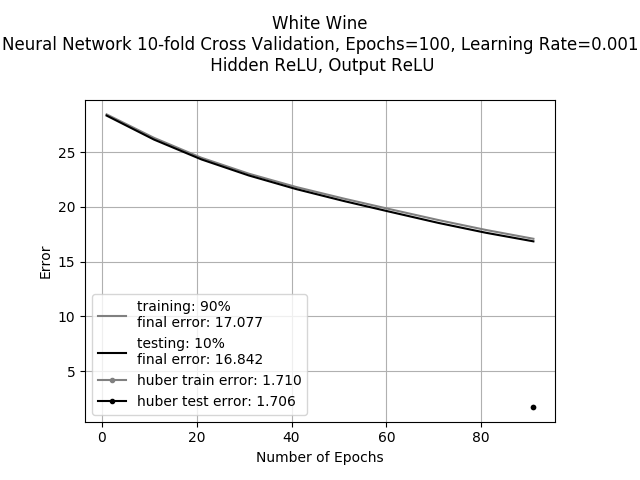 White Wine
Neural Network 10-fold Cross Validation, Epochs=100, Learning Rate=0.001
Hidden ReLU, Output ReLU
Error
25
20
15
10
5
training: 90%
final error: 17.077
testing: 10%
final error: 16.842
huber train error: 1.710
huber test error: 1.706
0
20
40
60
80
Number of Epochs